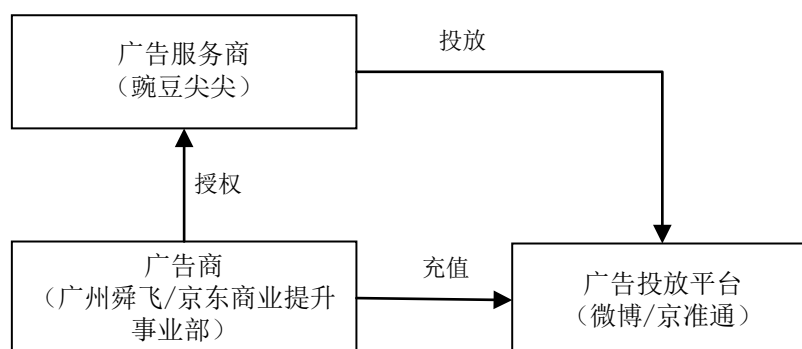 广告服务商
（豌豆尖尖）
投放
授权
广告商
（广州舜飞/京东商业提升
事业部）
充值
广告投放平台
（微博/京准通）